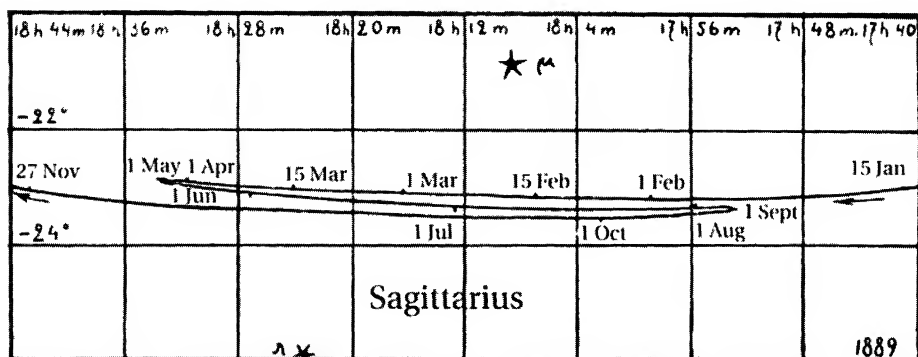 18h 44m 18h 36m 18h 28m 18h 20m 18h 12m 18h 4m 17h 56m 17h 48m. 17h 40
μ
-22°
27 Nov 1 May 1 Apr 15 Mar 1 Mar 15 Feb 1 Feb 15 Jan
1 Jun 1 Sept
-24° 1 Jul 1 Oct 1 Aug
Sagittarius
λ 1889